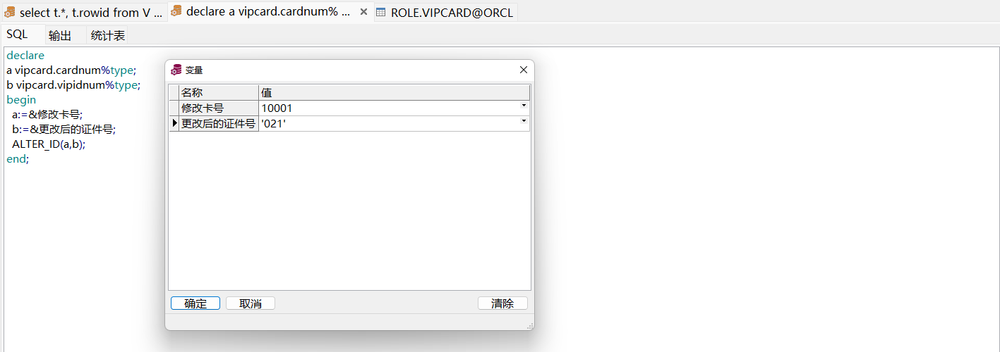 select t.*, t.rowid from V ...
declare a vipcard.cardnum% ...
ROLE.VIPCARD@ORCL
SQL
输出
统计表
declare
a vipcard.cardnum%type;
b vipcard.vipidnum%type;
begin
a:=&修改卡号;
b:=&更改后的证件号;
ALTER_ID(a,b);
end;
变量
名称
值
修改卡号
10001
更改后的证件号
'021'
确定
取消
清除